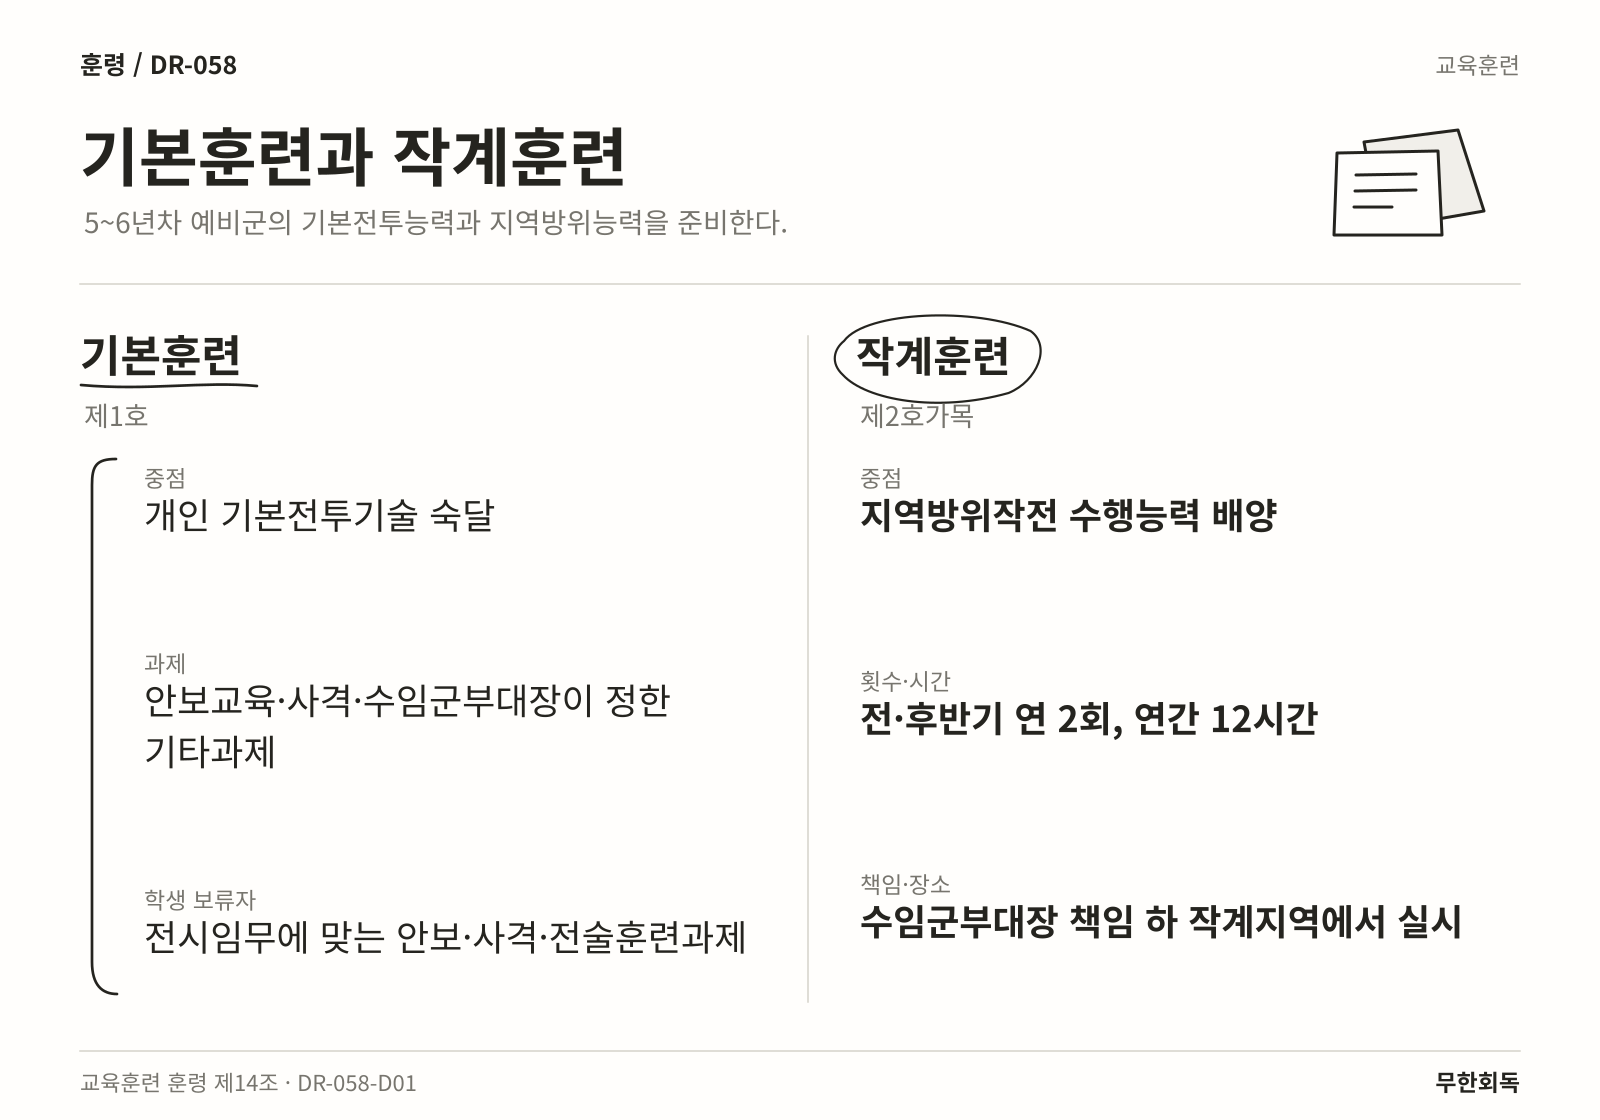 훈령 / DR-058
교육훈련
기본훈련과 작계훈련
5~6년차 예비군의 기본전투능력과 지역방위능력을 준비한다.
기본훈련
제1호
중점
개인 기본전투기술 숙달
과제
안보교육·사격·수임군부대장이 정한
기타과제
학생 보류자
전시임무에 맞는 안보·사격·전술훈련과제
작계훈련
제2호가목
중점
지역방위작전 수행능력 배양
횟수·시간
전·후반기 연 2회, 연간 12시간
책임·장소
수임군부대장 책임 하 작계지역에서 실시
교육훈련 훈령 제14조 · DR-058-D01
무한회독